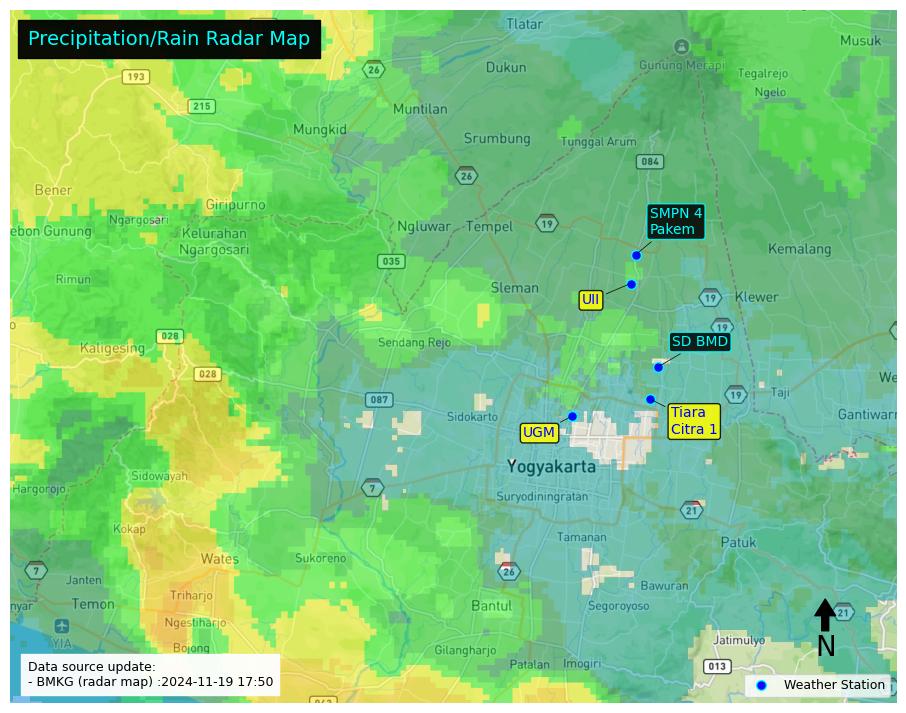 Precipitation/Rain Radar Map
Tlatar
Musuk
26
Gunung Merapi
193
Dukun
Tegalrejo
Ngelo
215
Muntilan
Mungkid
Srumbung
Tunggal Arum
084
26
Bener
Giripurno
SMPN 4
Pakem
Ngargosari
Ngluwar
Tempel
19
ebon Gunung
Kelurahan
Ngargosari
Kemalang
035
Rimun
Sleman
UII
19
Klewer
19
028
Sendang Rejo
SD BMD
Kaligesing
028
We
087
19
Taji
Sidokarto
Tiara
Citra 1
Gantiwarn
UGM
Yogyakarta
Sidowayah
Hargorojo
7
Suryodiningratan
21
Kokap
Tamanan
Patuk
Wates
Sukoreno
7
26
Janten
Bawuran
Temon
Triharjo
Bantul
Segoroyoso
nyar
21
Ngestiharjo
YIA
N
Jatimulyo
Bojong
Gilangharjo
Patalan
Imogiri
013
Data source update:
- BMKG (radar map) :2024-11-19 17:50
Weather Station